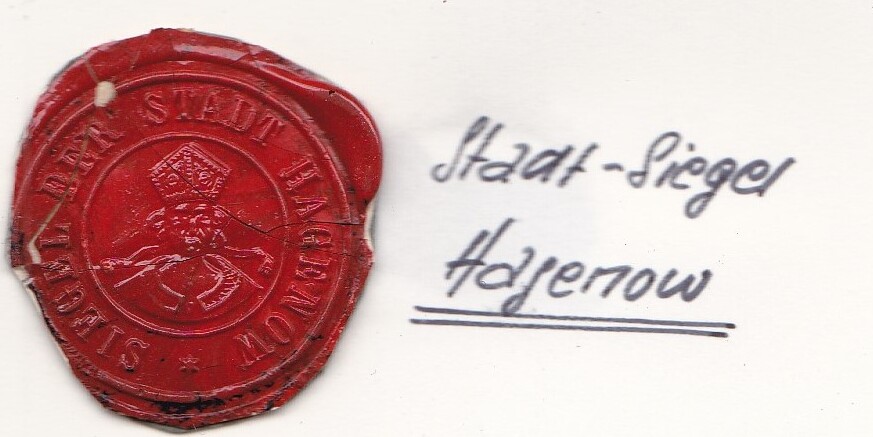 SIEGEL DER STADT HAGENOW *
Stadt-Siegel
Hagenow